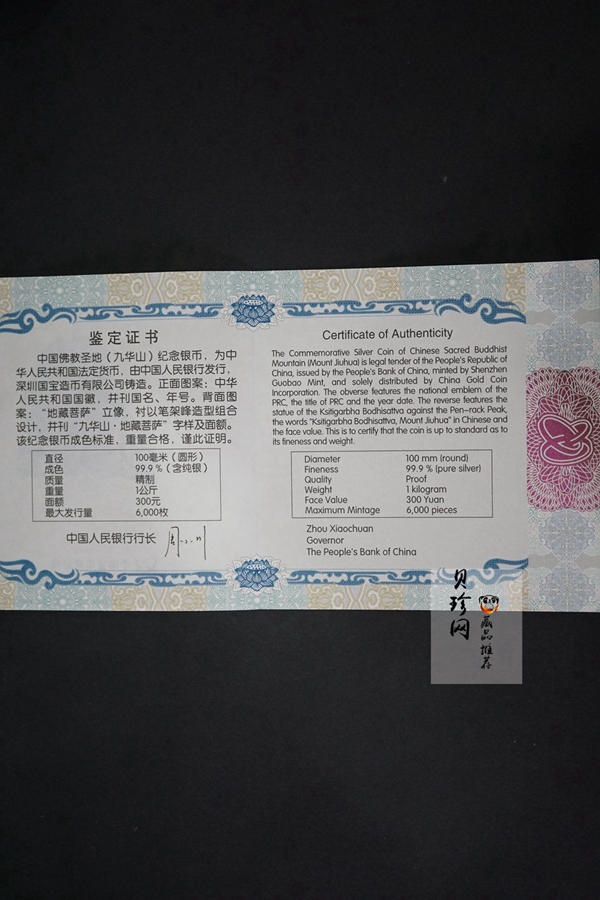 鉴定证书
中国佛教圣地（九华山）纪念银币，为中
华人民共和国法定货币，由中国人民银行发行，
深圳国宝造币有限公司铸造。正面图案：中华
人民共和国国徽，并刊国名、年号。背面图
案：“地藏菩萨”立像，衬以笔架峰造型组合
设计，并刊“九华山·地藏菩萨”字样及面额。
该纪念银币成色标准，重量合格，谨此证明。
直径 100毫米（圆形）
成色 99.9％（含纯银）
质量 精制
重量 1公斤
面额 300元
最大发行量 6,000枚
中国人民银行行长
Certificate of Authenticity
The Commemorative Silver Coin of Chinese Sacred Buddhist
Mountain (Mount Jiuhua) is legal tender of the People's Republic of
China, issued by the People's Bank of China, minted by Shenzhen
Guobao Mint, and solely distributed by China Gold Coin
Incorporation. The obverse features the national emblem of the
PRC, the title of PRC and the year date. The reverse features the
statue of the Ksitigarbha Bodhisattva against the Pen-rack Peak,
the words "Ksitigarbha Bodhisattva, Mount Jiuhua" in Chinese and
the face value. This is to certify that the coin is up to standard as to
its fineness and weight.
Diameter 100 mm (round)
Fineness 99.9 % (pure silver)
Quality Proof
Weight 1 kilogram
Face Value 300 Yuan
Maximum Mintage 6,000 pieces
Zhou Xiaochuan
Governor
The People's Bank of China
贝珍网
藏品推荐